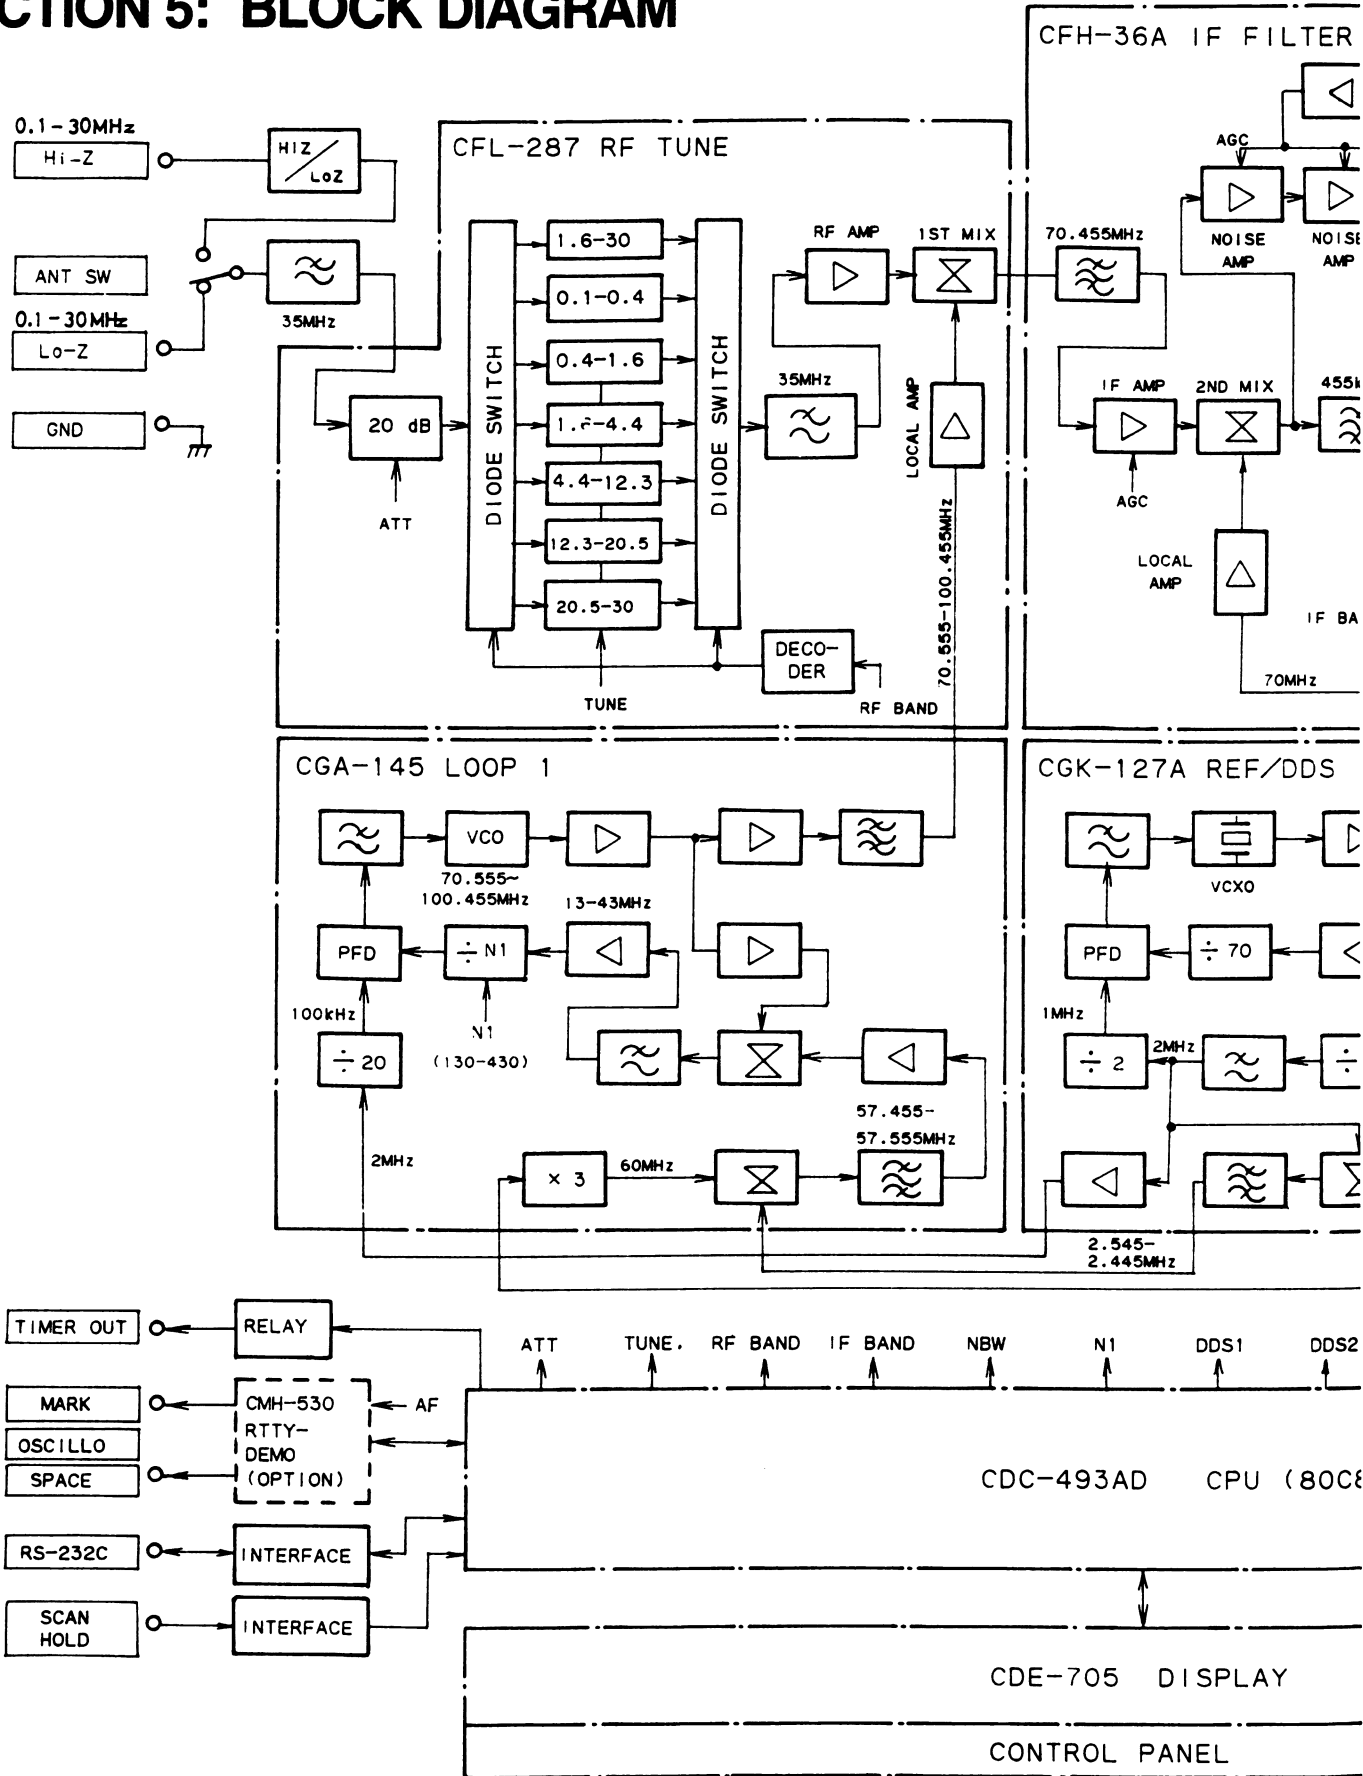 CTION 5: BLOCK DIAGRAM
CFH-36A IF FILTER
0.1-30MHz
Hi-Z
HIZ
LoZ
ANT SW
35MHz
0.1-30MHz
Lo-Z
GND
CFL-287 RF TUNE
20 dB
ATT
DIODE SWITCH
1.6-30
0.1-0.4
0.4-1.6
4.4-12.3
12.3-20.5
20.5-30
TUNE
DIODE SWITCH
35MHz
RF AMP
1ST MIX
LOCAL AMP
70.555-100.455MHz
DECO-
DER
RF BAND
AGC
NOISE
AMP
NOISE
AMP
70.455MHz
IF AMP
2ND MIX
AGC
LOCAL
AMP
IF BA
70MHz
CGA-145 LOOP 1
VCO
70.555~
100.455MHz
13-43MHz
PFD
÷ N1
100kHz
N1
(130-430)
÷ 20
57.455-
57.555MHz
2MHz
× 3
60MHz
CGK-127A REF/DDS
VCXO
PFD
÷ 70
1MHz
÷ 2
2MHz
÷
2.545-
2.445MHz
TIMER OUT
RELAY
ATT
TUNE.
RF BAND
IF BAND
NBW
N1
DDS1
DDS2
MARK
OSCILLO
SPACE
CMH-530
RTTY-
DEMO
(OPTION)
AF
CDC-493AD CPU (80C8
RS-232C
INTERFACE
SCAN
HOLD
INTERFACE
CDE-705 DISPLAY
CONTROL PANEL